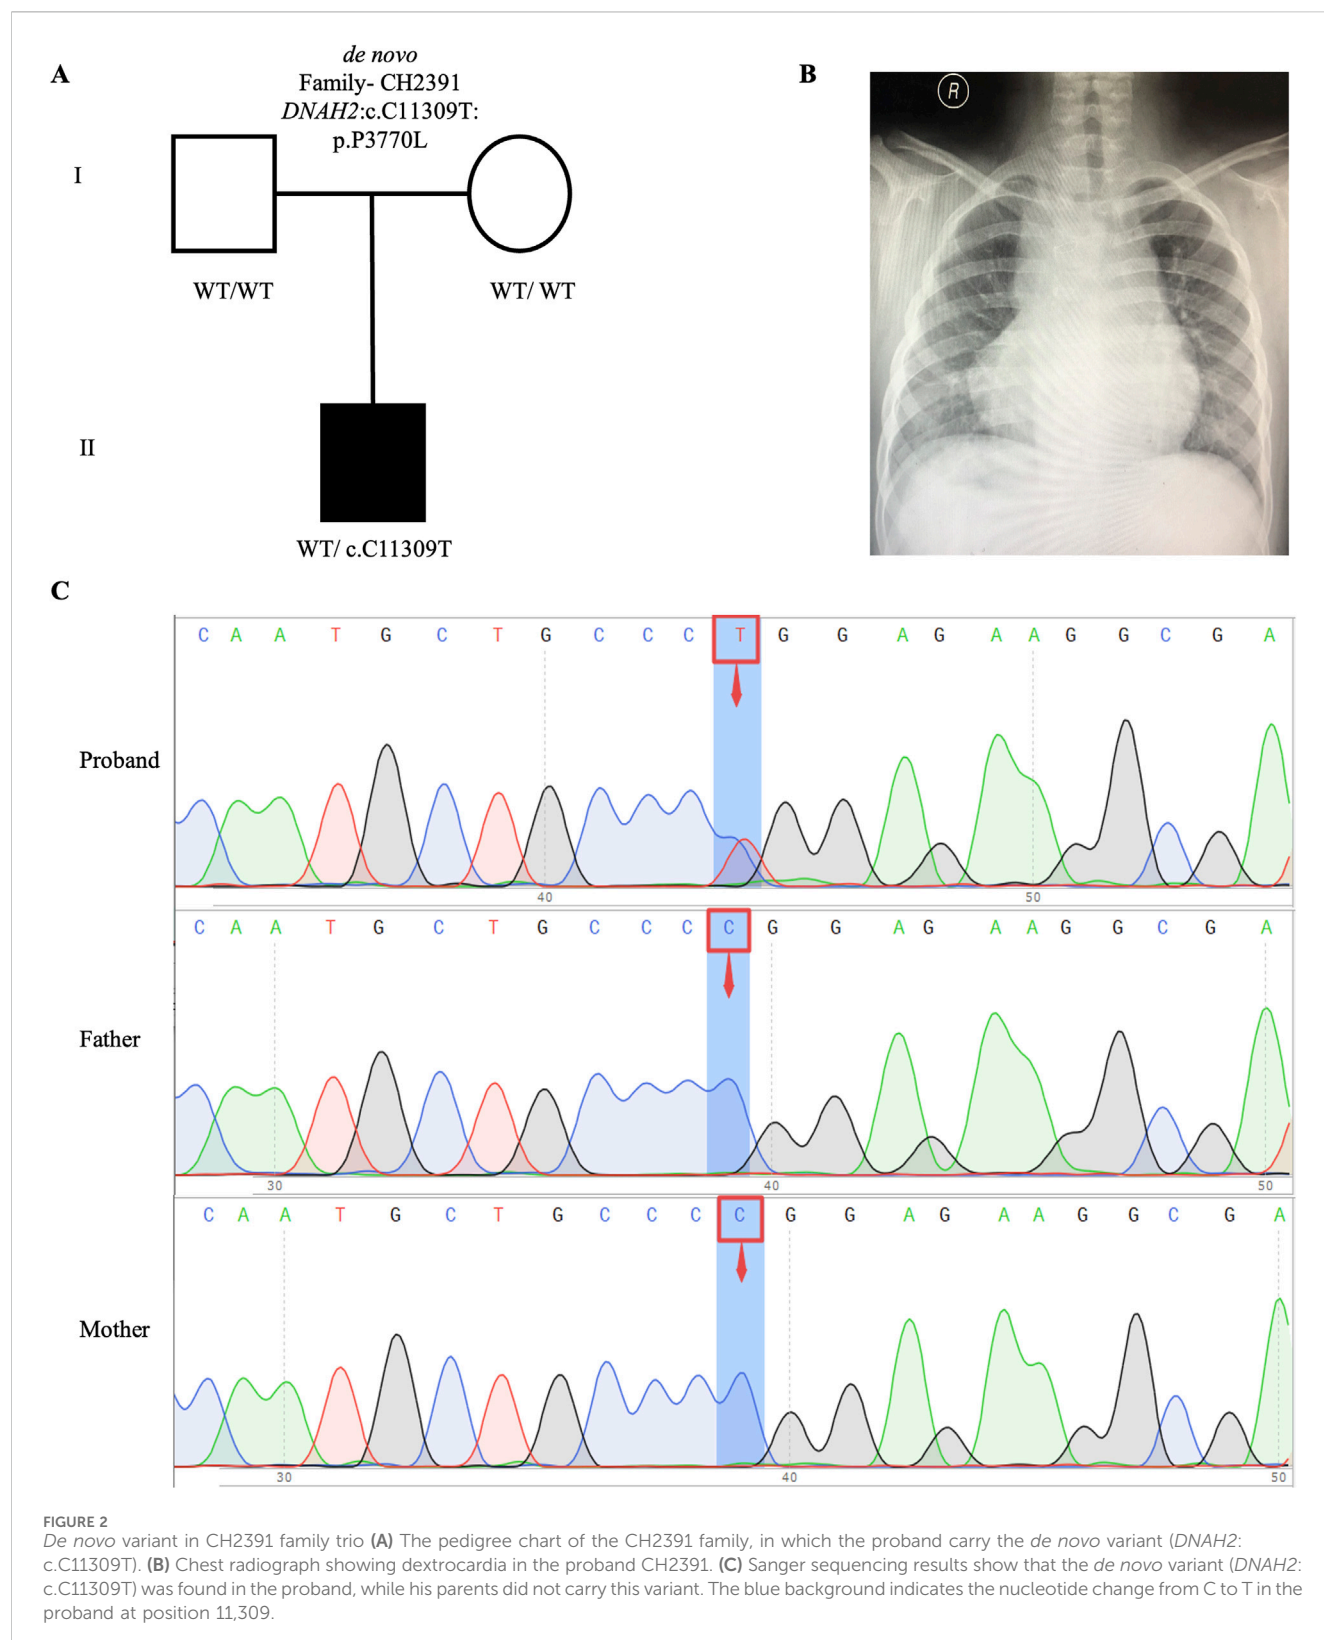 A
de novo
Family- CH2391
DNAH2:c.C11309T:
p.P3770L
I
WT/WT
WT/ WT
II
WT/ c.C11309T
B
R
C
C A A T G C T G C C C T G G A G A A G G C G A
Proband
40 50
C A A T G C T G C C C C G G A G A A G G C G A
Father
30 40 50
C A A T G C T G C C C C G G A G A A G G C G A
Mother
30 40 50
FIGURE 2
De novo variant in CH2391 family trio (A) The pedigree chart of the CH2391 family, in which the proband carry the de novo variant (DNAH2:
c.C11309T). (B) Chest radiograph showing dextrocardia in the proband CH2391. (C) Sanger sequencing results show that the de novo variant (DNAH2:
c.C11309T) was found in the proband, while his parents did not carry this variant. The blue background indicates the nucleotide change from C to T in the
proband at position 11,309.